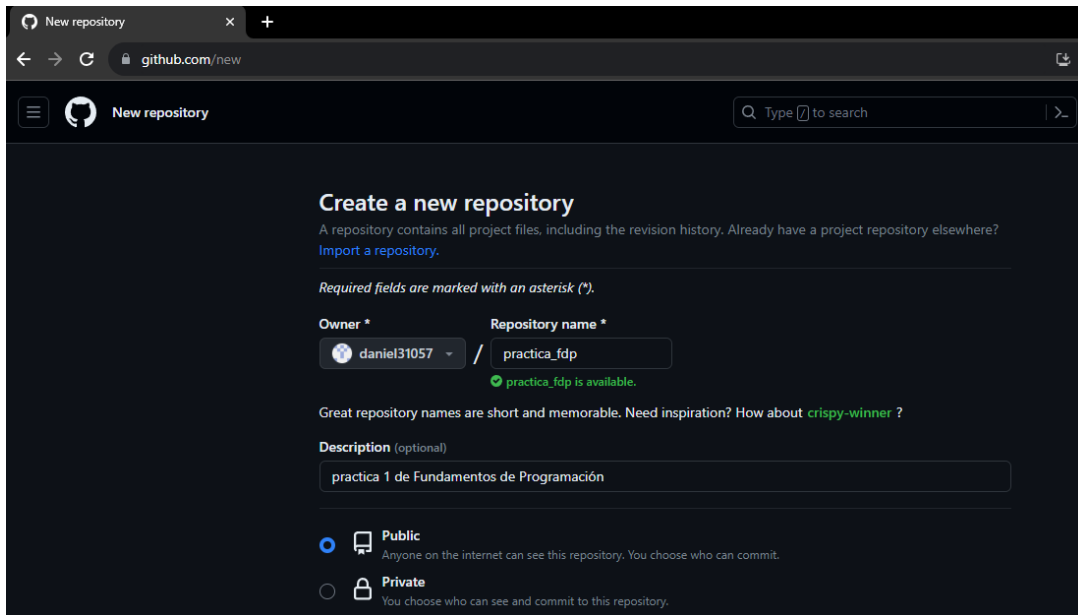 New repository
github.com/new
New repository
Type / to search
Create a new repository
A repository contains all project files, including the revision history. Already have a project repository elsewhere?
Import a repository.
Required fields are marked with an asterisk (*).
Owner * Repository name *
daniel31057 / practica_fdp
practica_fdp is available.
Great repository names are short and memorable. Need inspiration? How about crispy-winner ?
Description (optional)
practica 1 de Fundamentos de Programación
Public
Anyone on the internet can see this repository. You choose who can commit.
Private
You choose who can see and commit to this repository.